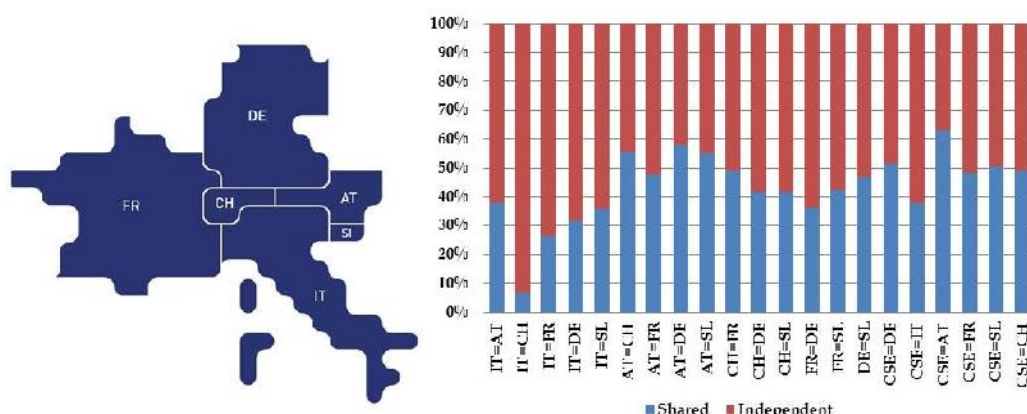 DE
FR
CH
AT
SI
IT
100%
90%
80%
70%
60%
50%
40%
30%
20%
10%
0%
IT=AT
IT=CH
IT=FR
IT=DE
IT=SL
AT=CH
AT=FR
AT=DE
AT=SL
CH=FR
CH=DE
CH=SL
FR=DE
FR=SL
DE=SL
CSE=DE
CSE=IT
CSE=AT
CSE=FR
CSE=SL
CSE=CH
Shared Independent